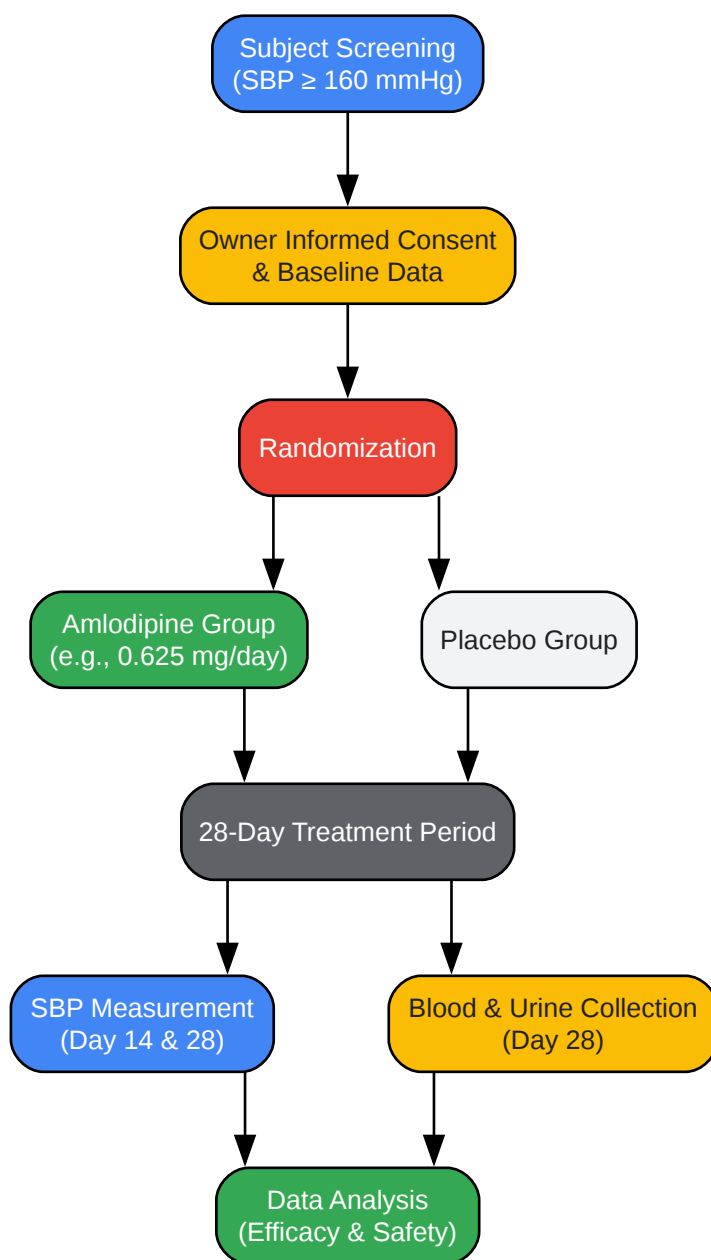 Subject Screening
(SBP ≥ 160 mmHg)
Owner Informed Consent
& Baseline Data
Randomization
Amlodipine Group
(e.g., 0.625 mg/day)
Placebo Group
28-Day Treatment Period
SBP Measurement
(Day 14 & 28)
Blood & Urine Collection
(Day 28)
Data Analysis
(Efficacy & Safety)